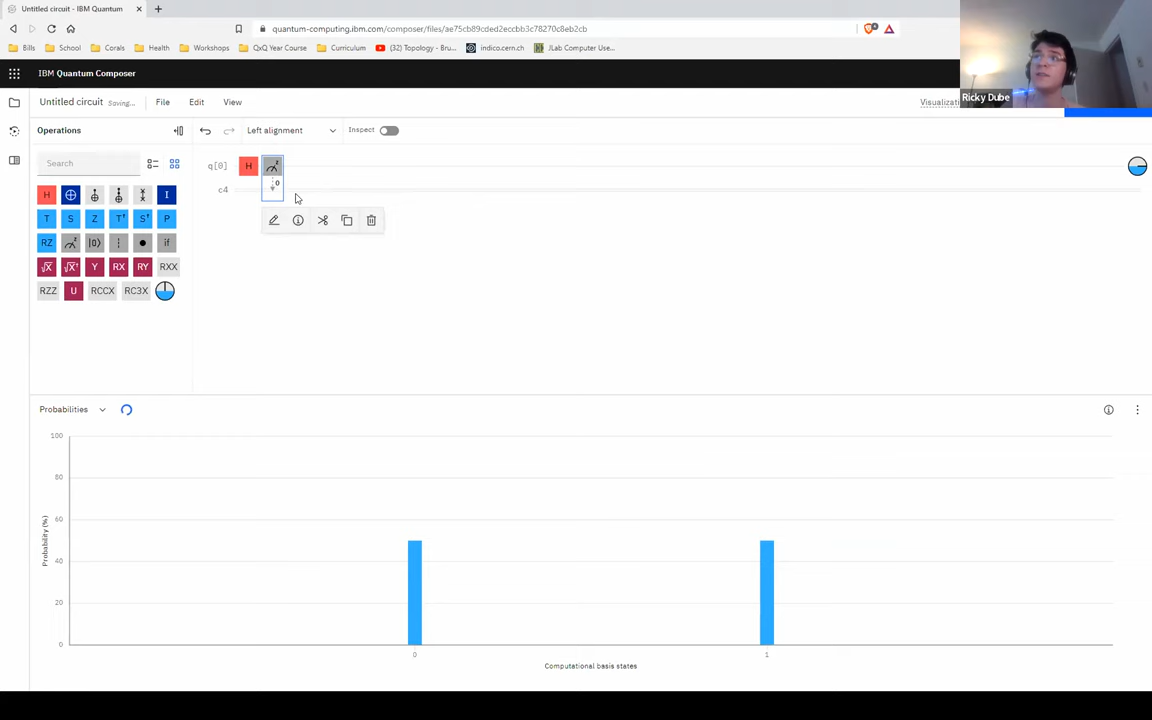 Untitled circuit - IBM Quantum
quantum-computing.ibm.com/composer/files/ae75cb89cded2eccbb3c78270c8eb2cb
Bills School Corals Health Workshops QxQ Year Course Curriculum (32) Topology - Bru... indico.cern.ch JLab Computer Use...
IBM Quantum Composer
Ricky Dube
Untitled circuit Saving... File Edit View
Operations Left alignment Inspect
Search
q[0] H z
0
c4
H I
T S Z T† S† P
RZ z |0⟩ if
√X √X† Y RX RY RXX
RZZ U RCCX RC3X
Probabilities
100
80
60
40
20
0
Probability (%)
0 1
Computational basis states